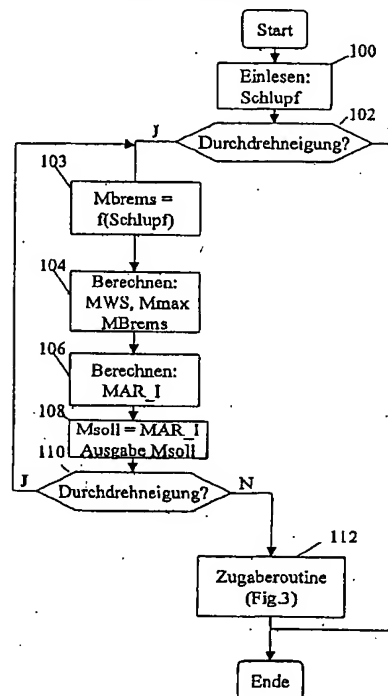 Start
100
Einlesen:
Schlupf
102
J
Durchdrehneigung?
103
Mbrems =
f(Schlupf)
104
Berechnen:
MWS, Mmax
MBrems
106
Berechnen:
MAR_I
108
Msoll = MAR_I
Ausgabe Msoll
110
J
Durchdrehneigung?
N
112
Zugaberoutine
(Fig.3)
Ende